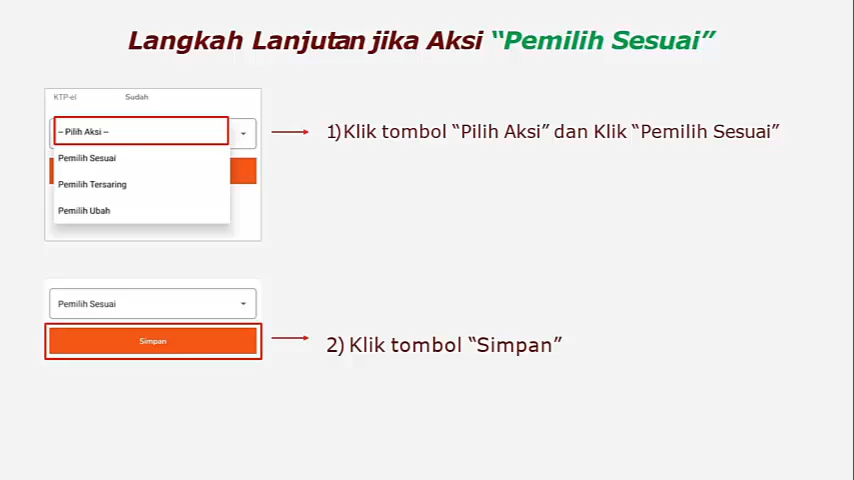 Langkah Lanjutan jika Aksi “Pemilih Sesuai”
KTP-el Sudah
-- Pilih Aksi --
Pemilih Sesuai
Pemilih Tersaring
Pemilih Ubah
1) Klik tombol “Pilih Aksi” dan Klik “Pemilih Sesuai”
Pemilih Sesuai
Simpan
2) Klik tombol “Simpan”